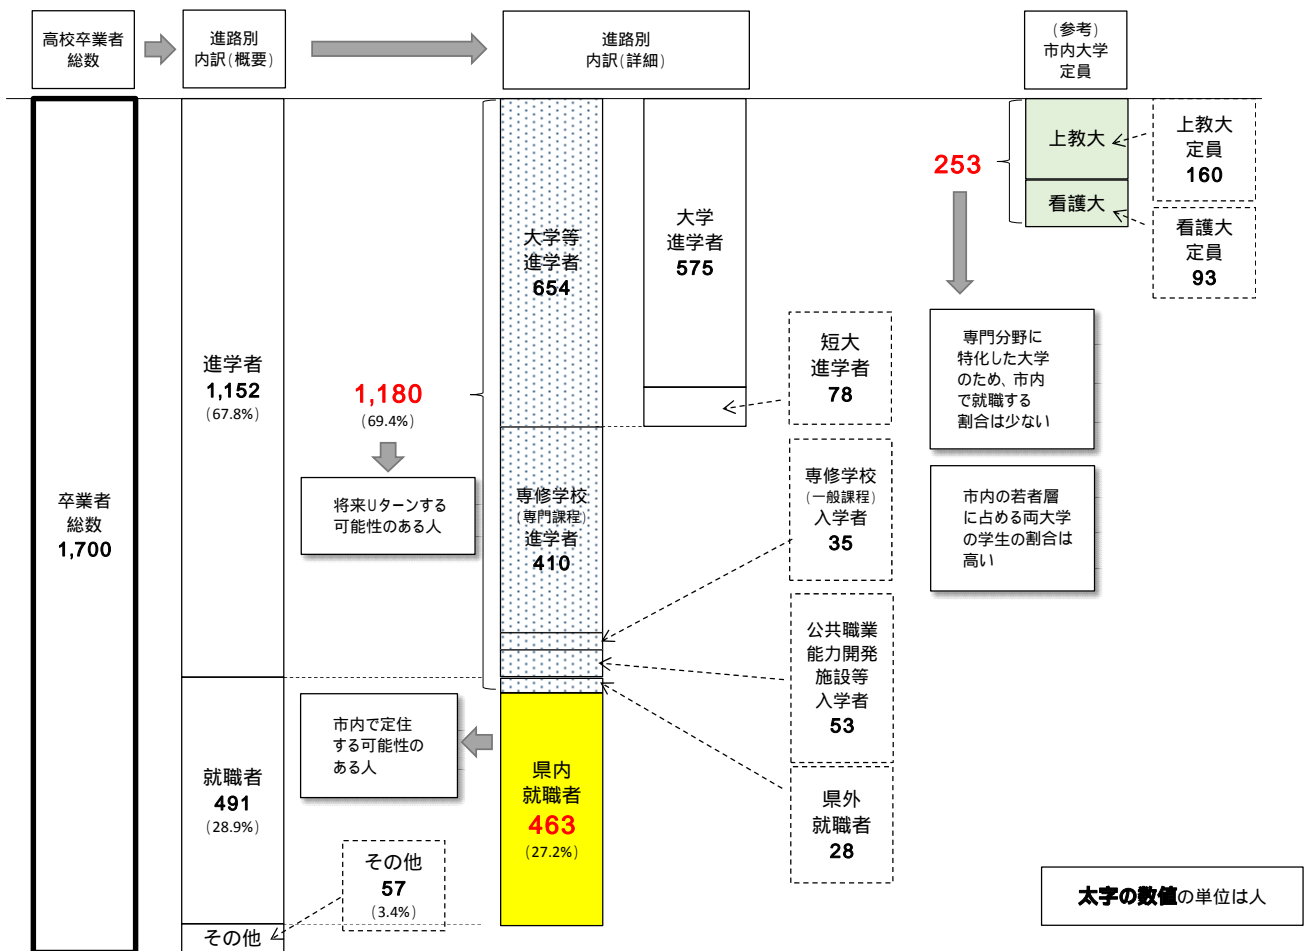 高校卒業者
総数
進路別
内訳(概要)
進路別
内訳(詳細)
(参考)
市内大学
定員
卒業者
総数
1,700
進学者
1,152
(67.8%)
就職者
491
(28.9%)
その他
その他
57
(3.4%)
1,180
(69.4%)
将来Uターンする
可能性のある人
市内で定住
する可能性の
ある人
大学等
進学者
654
専修学校
(専門課程)
進学者
410
県内
就職者
463
(27.2%)
大学
進学者
575
短大
進学者
78
専修学校
(一般課程)
入学者
35
公共職業
能力開発
施設等
入学者
53
県外
就職者
28
253
上教大
看護大
上教大
定員
160
看護大
定員
93
専門分野に
特化した大学
のため、市内
で就職する
割合は少ない
市内の若者層
に占める両大学
の学生の割合は
高い
太字の数値の単位は人